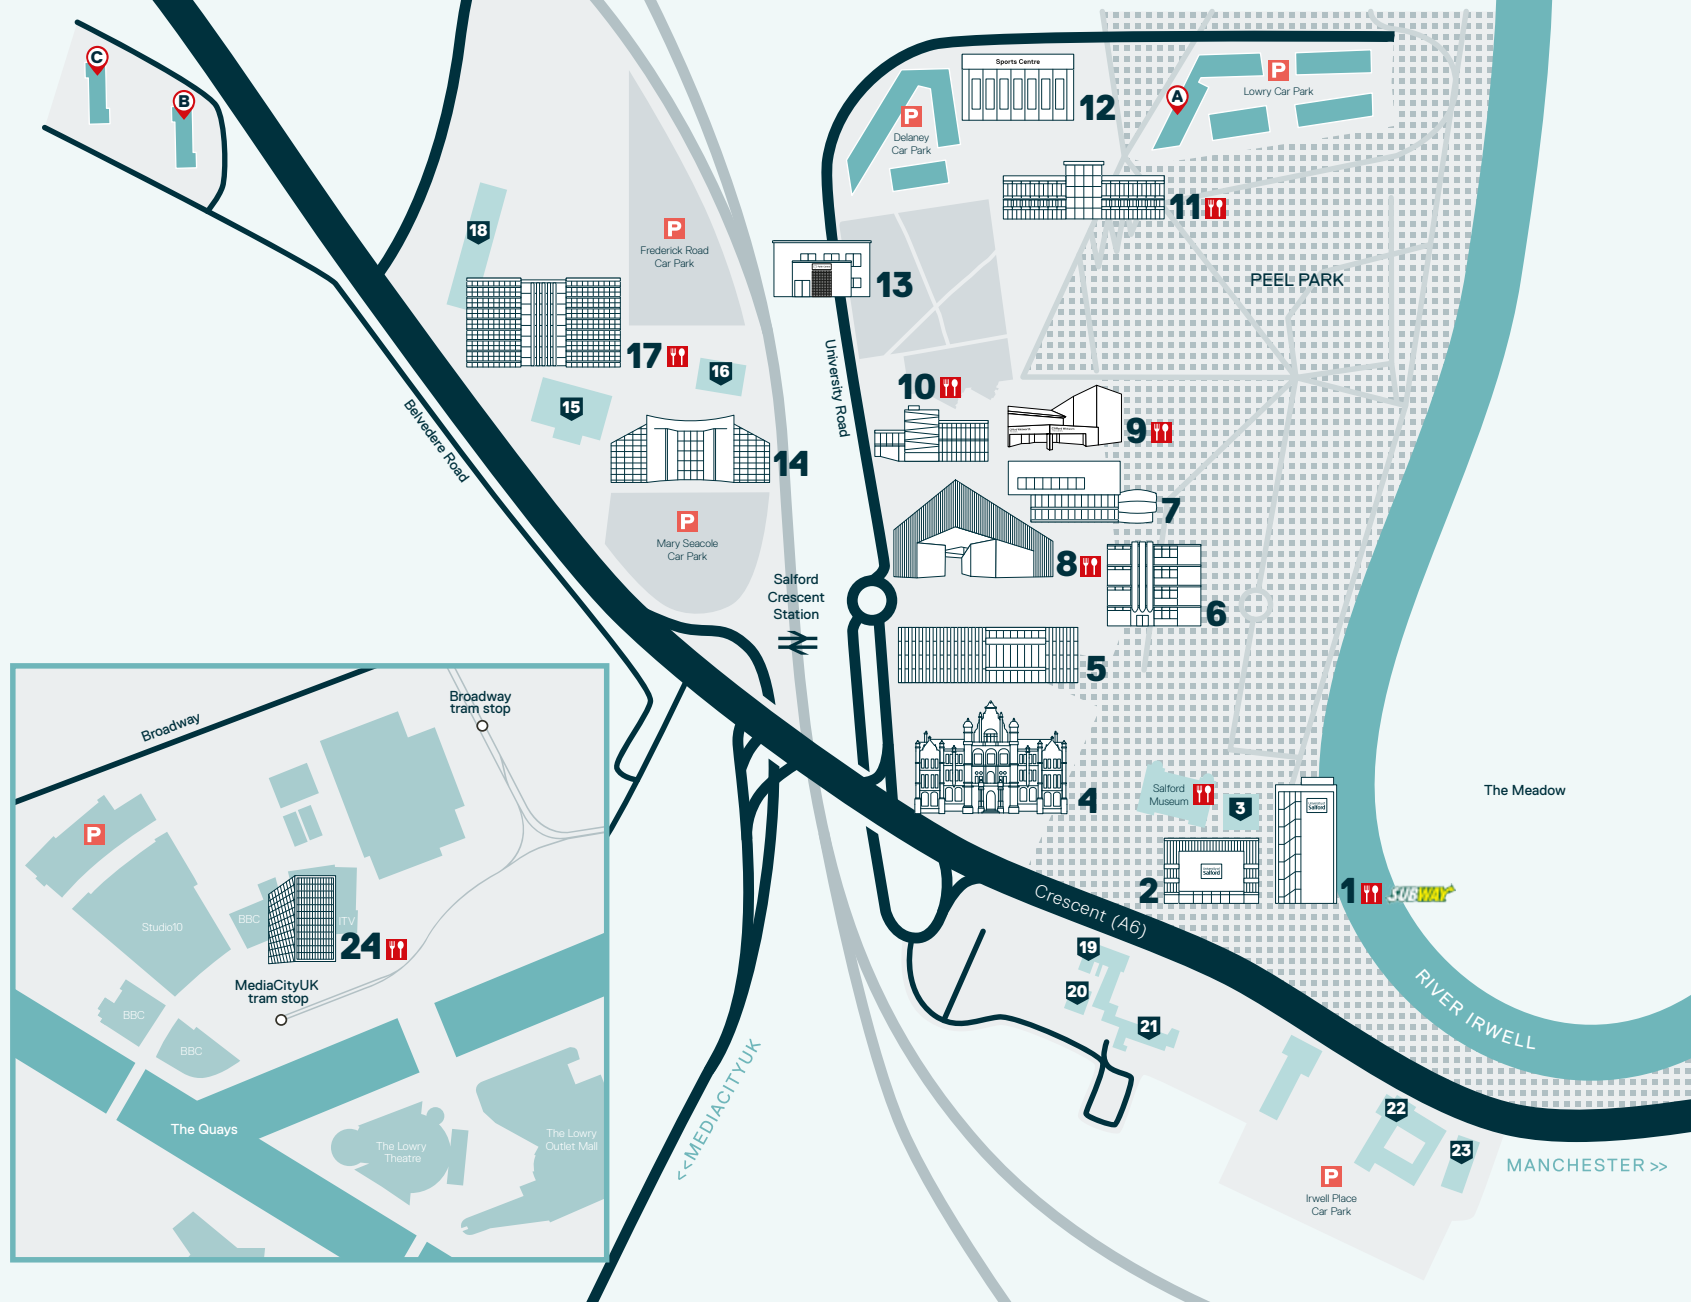 C
B
A
P
Lowry Car Park
Sports Centre
12
P
Delaney
Car Park
11
18
P
Frederick Road
Car Park
13
PEEL PARK
17
16
15
University Road
10
9
Belvedere Road
14
7
P
Mary Seacole
Car Park
8
6
Salford
Crescent
Station
5
4
Salford
Museum
3
The Meadow
Salford
Salford
2
1
SUBWAY
Crescent (A6)
19
20
21
RIVER IRWELL
22
23
MANCHESTER >>
P
Irwell Place
Car Park
<<MEDIACITYUK
Broadway
Broadway
tram stop
P
Studio10
BBC
ITV
24
MediaCityUK
tram stop
BBC
BBC
The Quays
The Lowry
Theatre
The Lowry
Outlet Mall